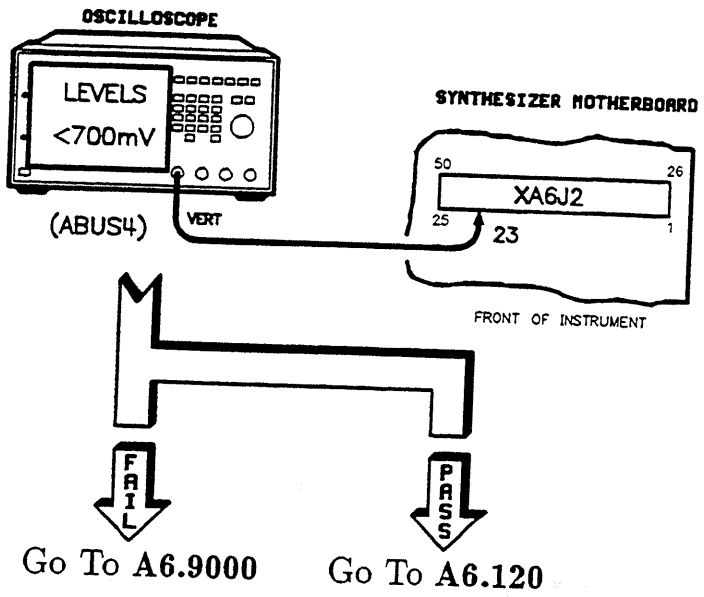 OSCILLOSCOPE
LEVELS
<700mV
SYNTHESIZER MOTHERBOARD
50
26
XA6J2
25
1
23
(ABUS4)
VERT
FRONT OF INSTRUMENT
FAIL
PASS
Go To A6.9000
Go To A6.120